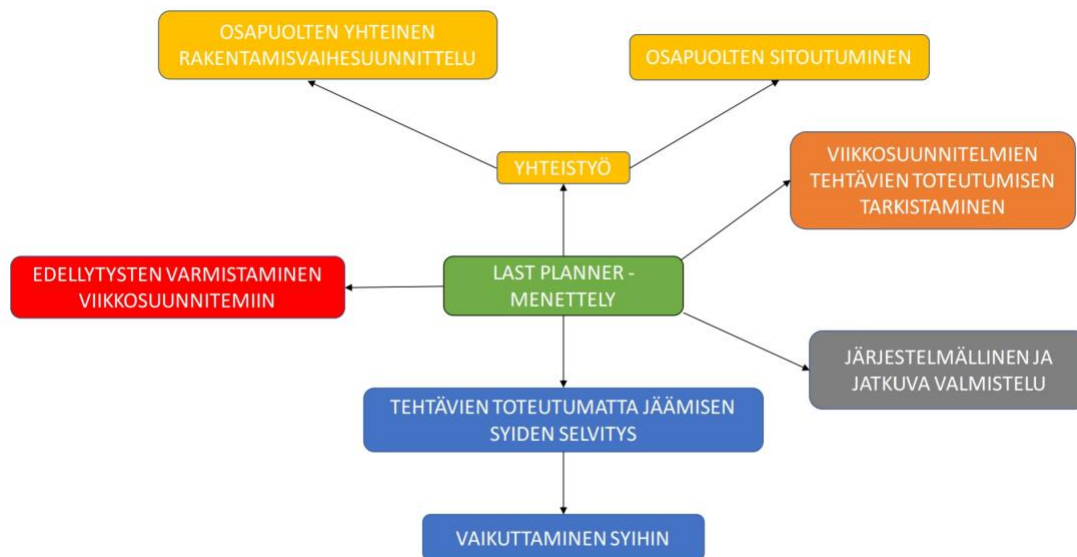 OSAPUOLTEN YHTEINEN
RAKENTAMISVAIHESUUNNITTELU
OSAPUOLTEN SITOUTUMINEN
YHTEISTYÖ
VIIKKOSUUNNITELMIEN
TEHTÄVIEN TOTEUTUMISEN
TARKISTAMINEN
EDELLYTYSTEN VARMISTAMINEN
VIIKKOSUUNNITEMIIN
LAST PLANNER -
MENETTELY
JÄRJESTELMÄLLINEN JA
JATKUVA VALMISTELU
TEHTÄVIEN TOTEUTUMATTA JÄÄMISEN
SYIDEN SELVITYS
VAIKUTTAMINEN SYIHIN